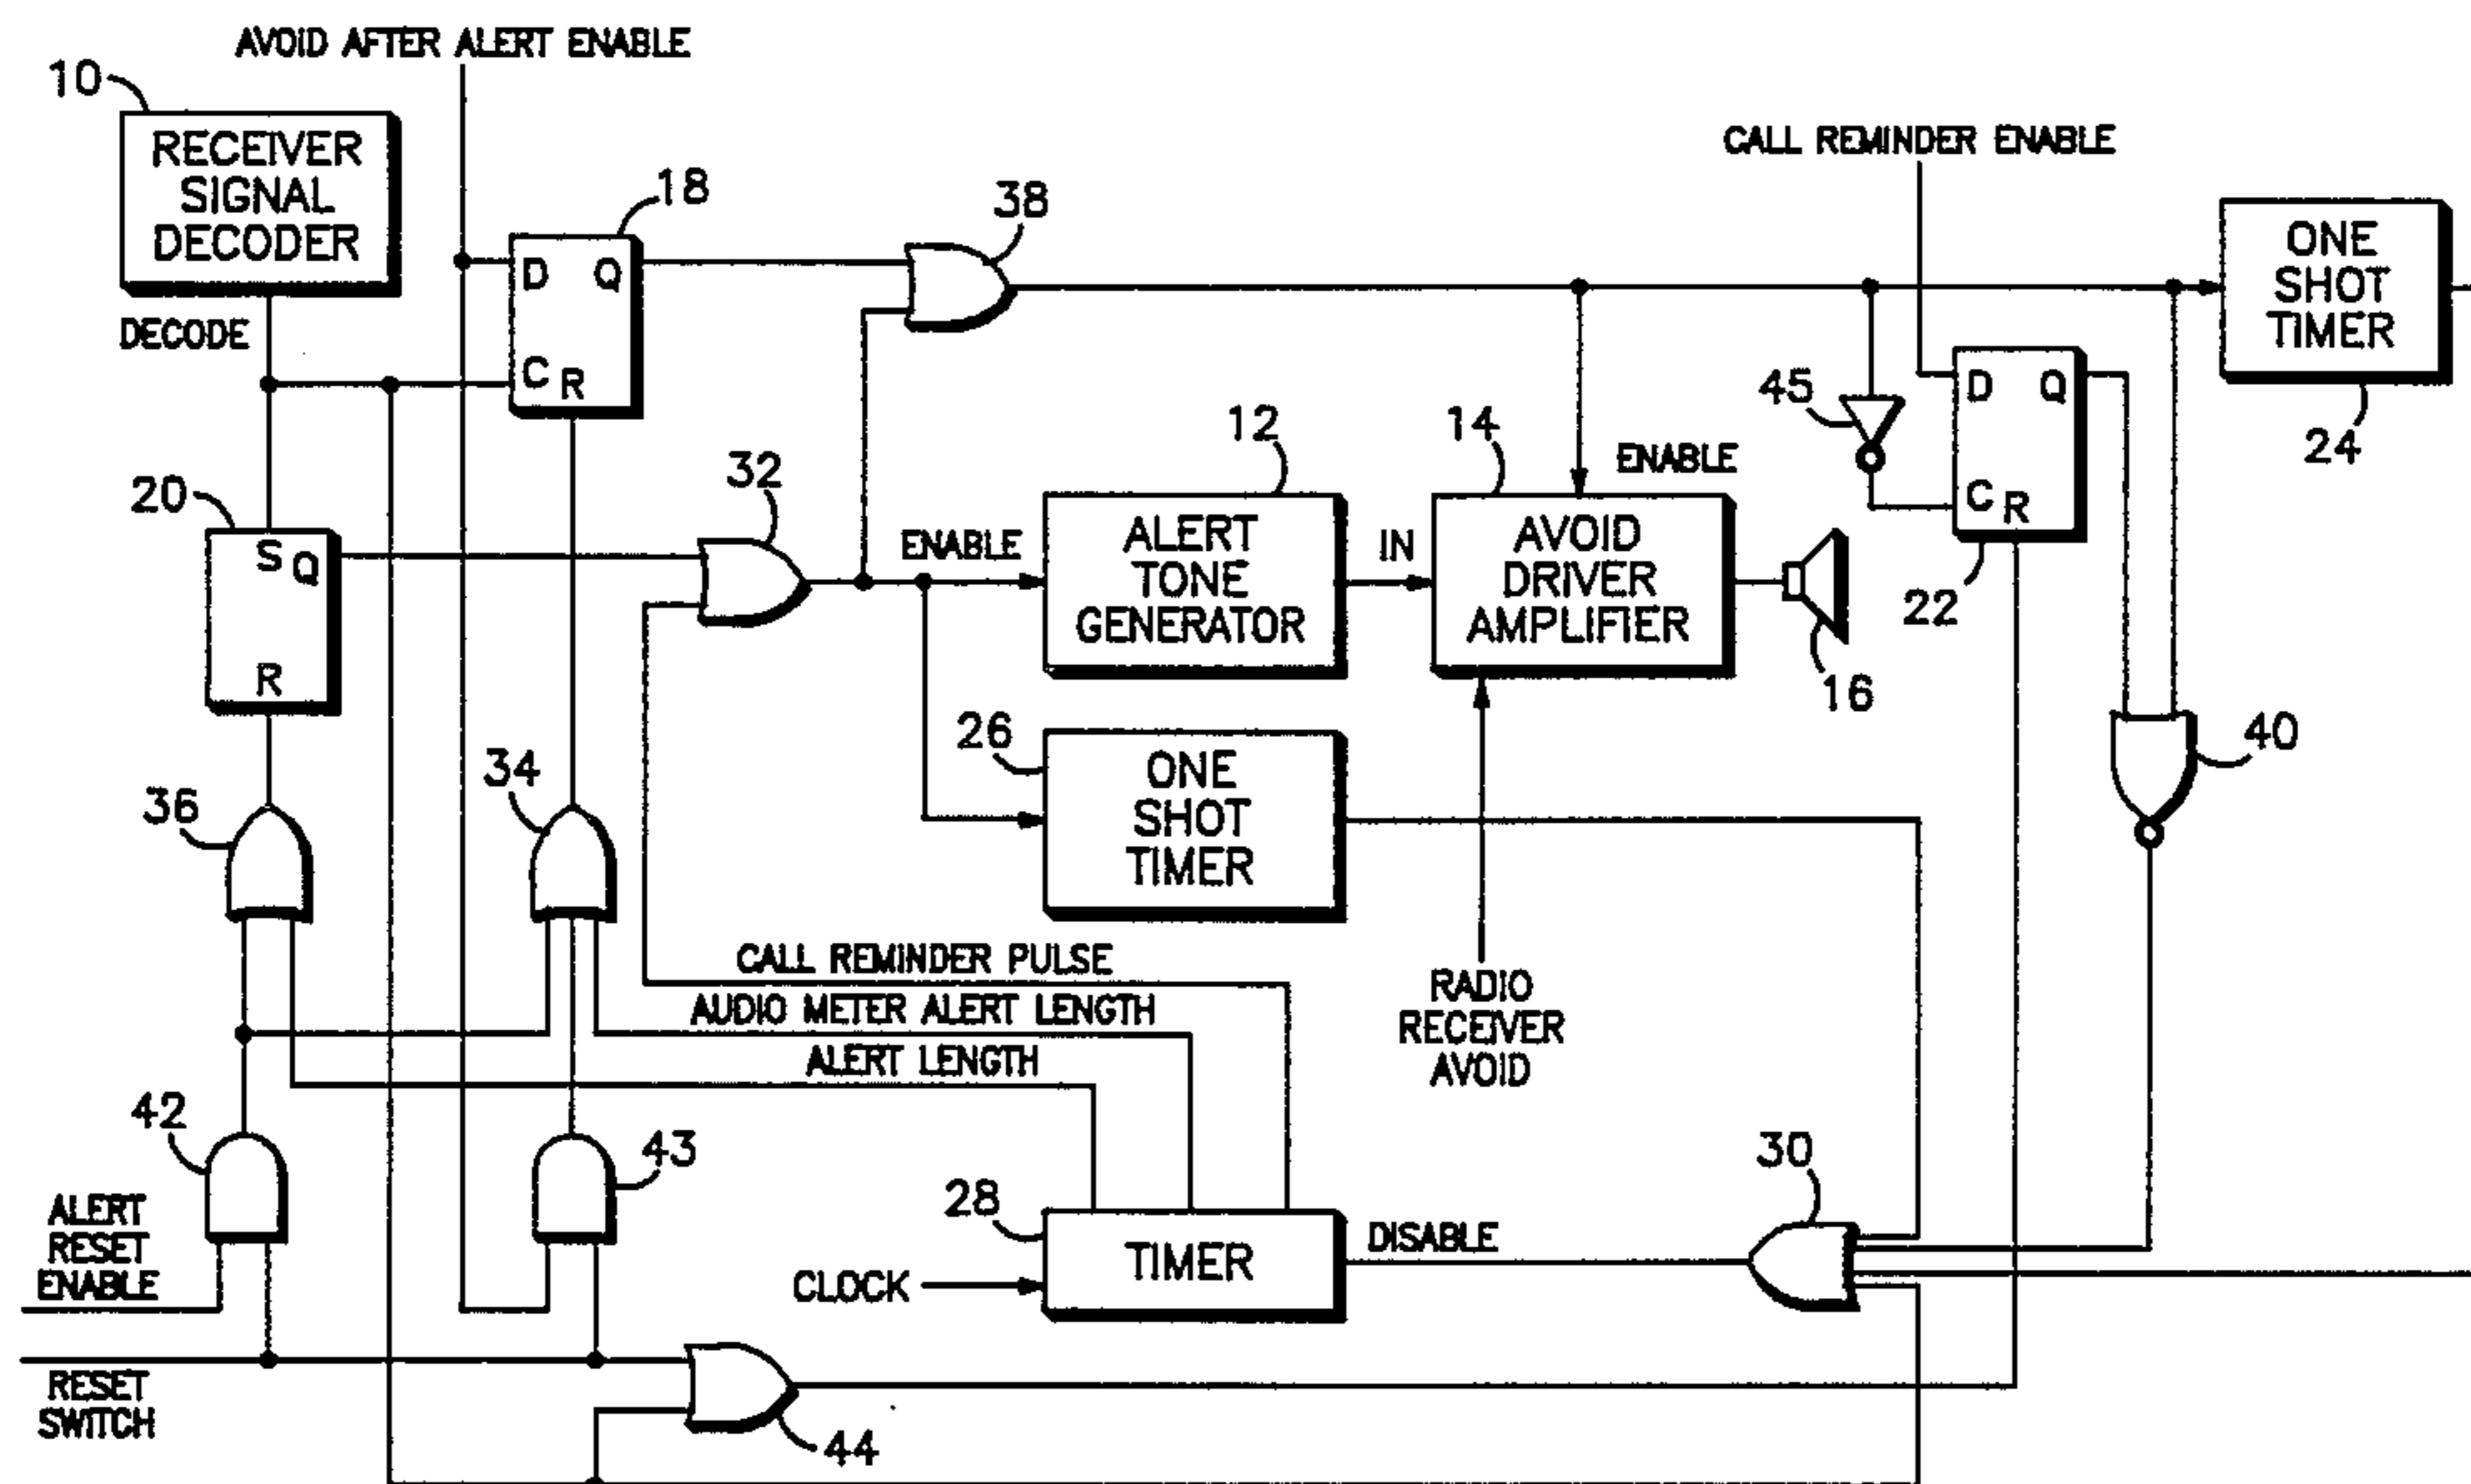 AVOID AFTER ALERT ENABLE
10
RECEIVER
SIGNAL
DECODER
DECODE
18
D Q
C R
38
CALL REMINDER ENABLE
ONE
SHOT
TIMER
24
45
D Q
C R
22
20
S Q
R
32
ENABLE
12
ALERT
TONE
GENERATOR
IN
14
ENABLE
AVOID
DRIVER
AMPLIFIER
16
40
26
ONE
SHOT
TIMER
36
34
CALL REMINDER PULSE
AUDIO METER ALERT LENGTH
ALERT LENGTH
RADIO
RECEIVER
AVOID
42
43
ALERT
RESET
ENABLE
28
TIMER
CLOCK
DISABLE
30
RESET
SWITCH
44